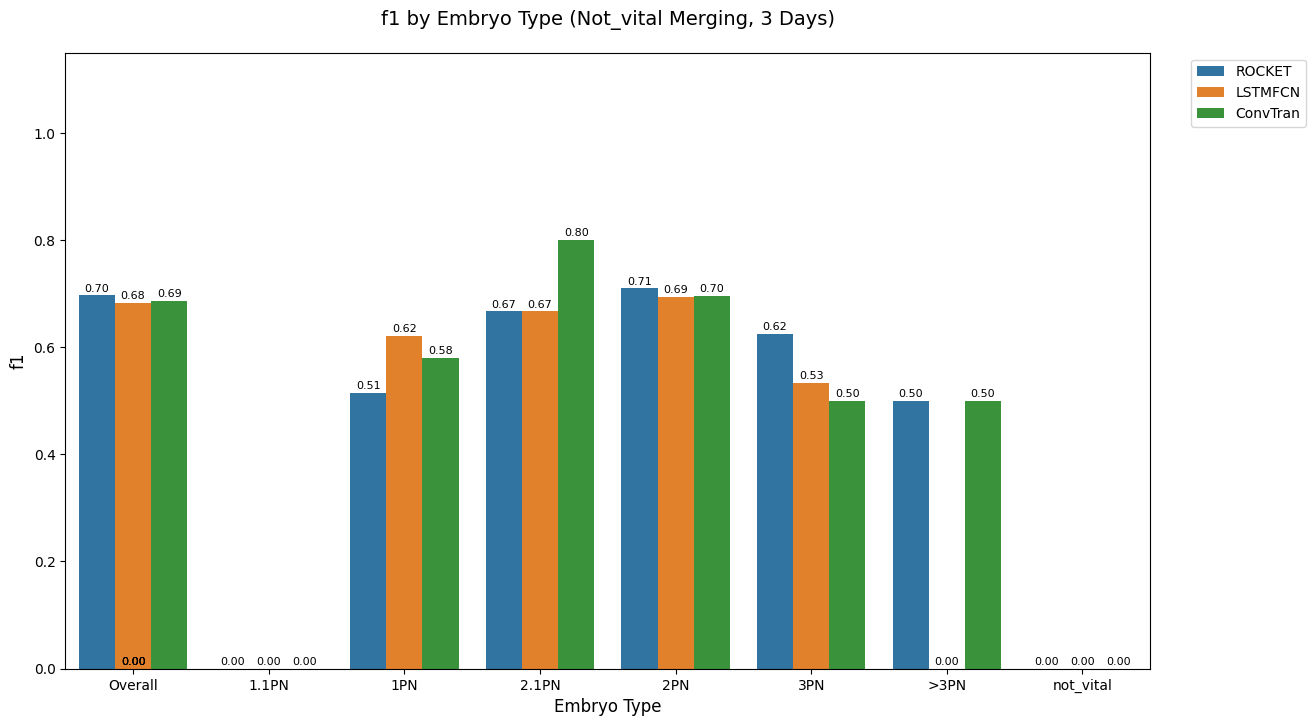 f1 by Embryo Type (Not_vital Merging, 3 Days)
ROCKET
LSTMFCN
ConvTran
f1
1.0
0.8
0.6
0.4
0.2
0.0
0.70
0.68
0.69
0.00
0.00
0.00
0.00
0.51
0.62
0.58
0.67
0.67
0.80
0.71
0.69
0.70
0.62
0.53
0.50
0.50
0.00
0.50
0.00
0.00
0.00
Overall
1.1PN
1PN
2.1PN
2PN
3PN
>3PN
not_vital
Embryo Type